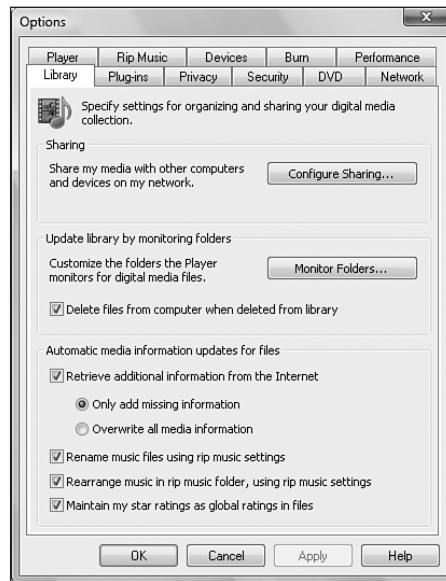 Options
X
Player Rip Music Devices Burn Performance
Library Plug-ins Privacy Security DVD Network
Specify settings for organizing and sharing your digital media
collection.
Sharing
Share my media with other computers
and devices on my network.
Configure Sharing...
Update library by monitoring folders
Customize the folders the Player
monitors for digital media files.
Monitor Folders...
Delete files from computer when deleted from library
Automatic media information updates for files
Retrieve additional information from the Internet
Only add missing information
Overwrite all media information
Rename music files using rip music settings
Rearrange music in rip music folder, using rip music settings
Maintain my star ratings as global ratings in files
OK Cancel Apply Help